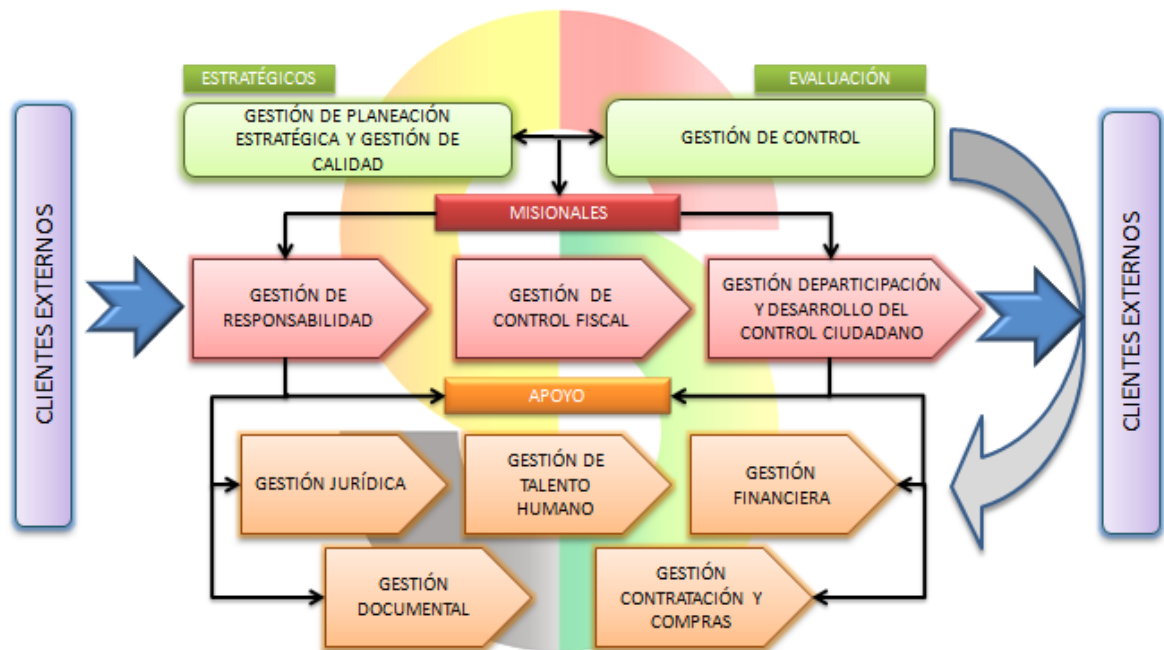 ESTRATÉGICOS
EVALUACIÓN
GESTIÓN DE PLANEACIÓN
ESTRATÉGICA Y GESTIÓN DE
CALIDAD
GESTIÓN DE CONTROL
CLIENTES EXTERNOS
MISIONALES
GESTIÓN DE
RESPONSABILIDAD
GESTIÓN DE
CONTROL FISCAL
GESTIÓN DEPARTICIPACIÓN
Y DESARROLLO DEL
CONTROL CIUDADANO
CLIENTES EXTERNOS
APOYO
GESTIÓN JURÍDICA
GESTIÓN DE
TALENTO
HUMANO
GESTIÓN
FINANCIERA
GESTIÓN
DOCUMENTAL
GESTIÓN
CONTRATACIÓN Y
COMPRAS